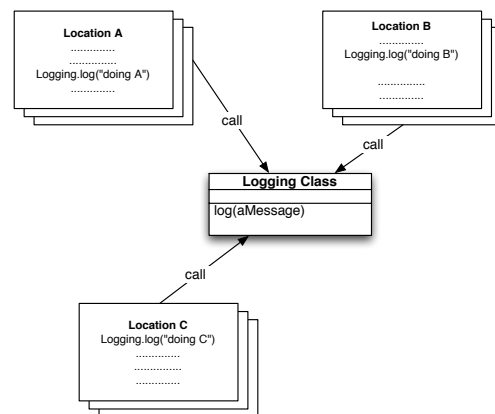 Location A
..............
...............
Logging.log("doing A")
..............
Location B
..............
Logging.log("doing B")
...............
..............
call
call
Logging Class
log(aMessage)
call
Location C
Logging.log("doing C")
..............
...............
..............